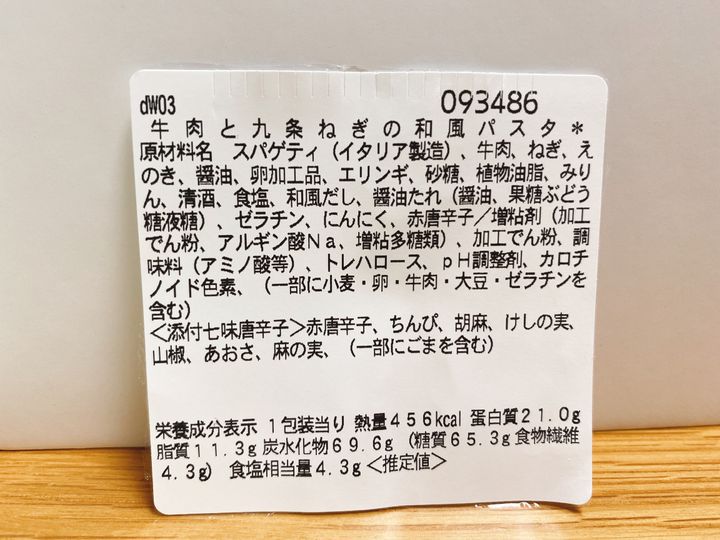 dW03 093486
牛肉と九条ねぎの和風パスタ＊
原材料名 スパゲティ（イタリア製造）、牛肉、ねぎ、え
のき、醤油、卵加工品、エリンギ、砂糖、植物油脂、みり
ん、清酒、食塩、和風だし、醤油たれ（醤油、果糖ぶどう
糖液糖）、ゼラチン、にんにく、赤唐辛子／増粘剤（加工
でん粉、アルギン酸Ｎａ、増粘多糖類）、加工でん粉、調
味料（アミノ酸等）、トレハロース、ｐＨ調整剤、カロチ
ノイド色素、（一部に小麦・卵・牛肉・大豆・ゼラチンを
含む）
＜添付七味唐辛子＞赤唐辛子、ちんぴ、胡麻、けしの実、
山椒、あおさ、麻の実、（一部にごまを含む）
栄養成分表示 １包装当り 熱量４５６kcal 蛋白質２１.０g
脂質１１.３g 炭水化物６９.６g（糖質６５.３g 食物繊維
４.３g） 食塩相当量４.３g＜推定値＞